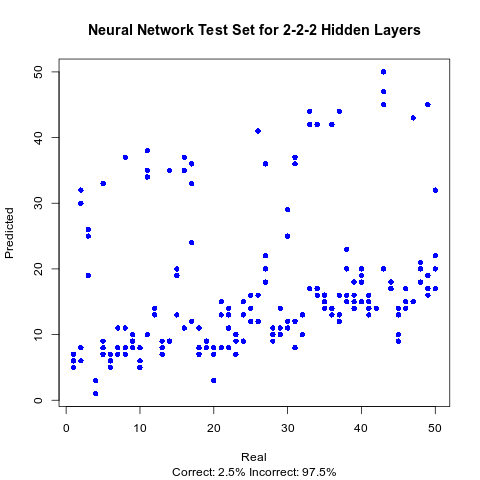 Neural Network Test Set for 2-2-2 Hidden Layers
50
40
30
20
10
0
Predicted
0 10 20 30 40 50
Real
Correct: 2.5% Incorrect: 97.5%